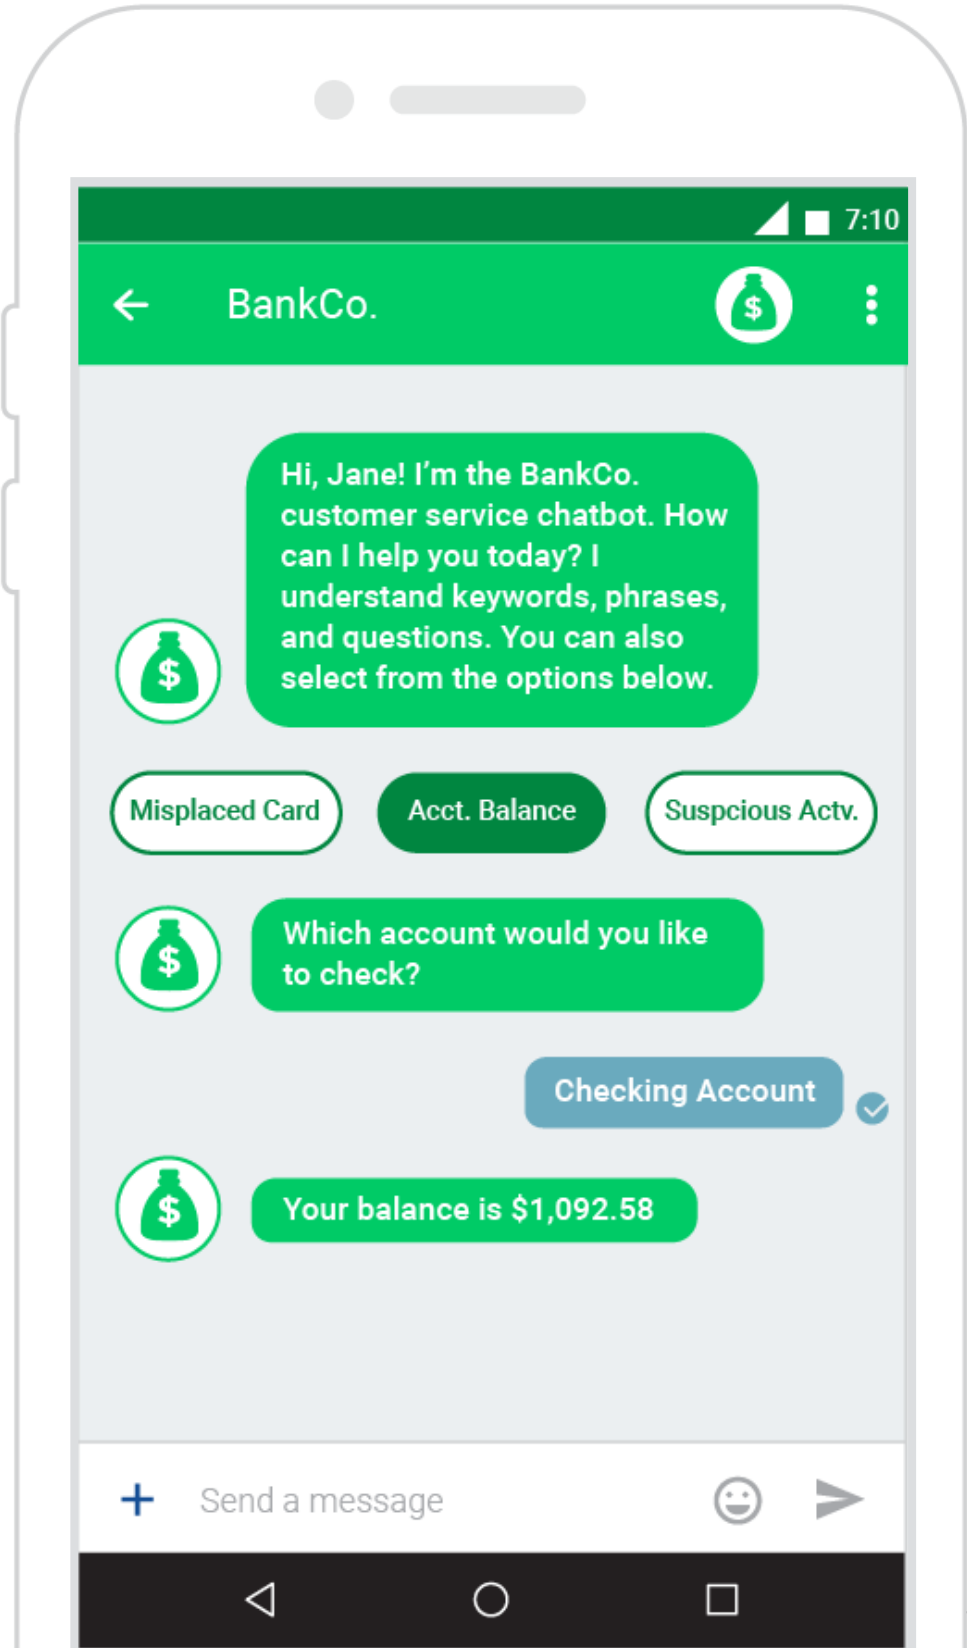 7:10
BankCo.
$
Hi, Jane! I’m the BankCo.
customer service chatbot. How
can I help you today? I
understand keywords, phrases,
and questions. You can also
select from the options below.
$
Misplaced Card
Acct. Balance
Suspcious Actv.
$
Which account would you like
to check?
Checking Account
$
Your balance is $1,092.58
Send a message